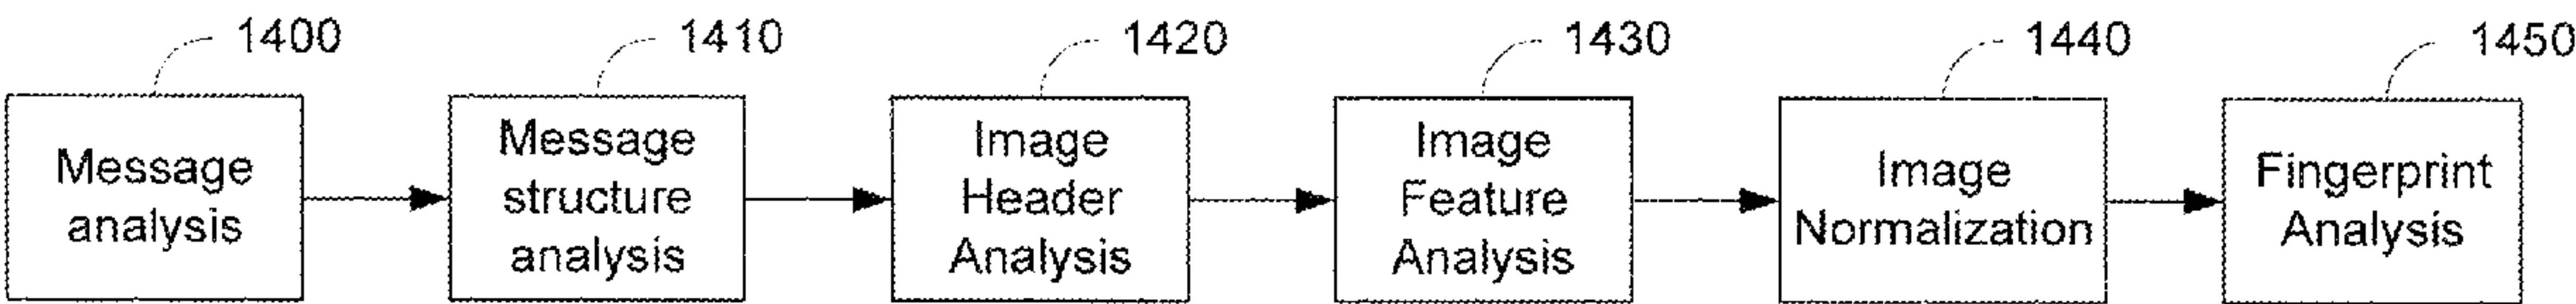 1400
1410
1420
1430
1440
1450
Message
analysis
Message
structure
analysis
Image
Header
Analysis
Image
Feature
Analysis
Image
Normalization
Fingerprint
Analysis